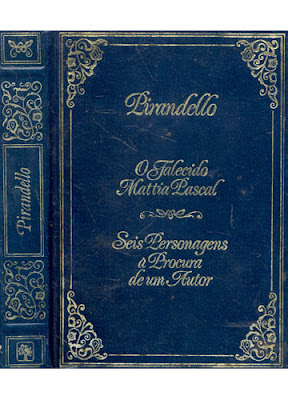 Pirandello
Pirandello
O Falecido
Mattia Pascal
Seis Personagens
à Procura
de um Autor